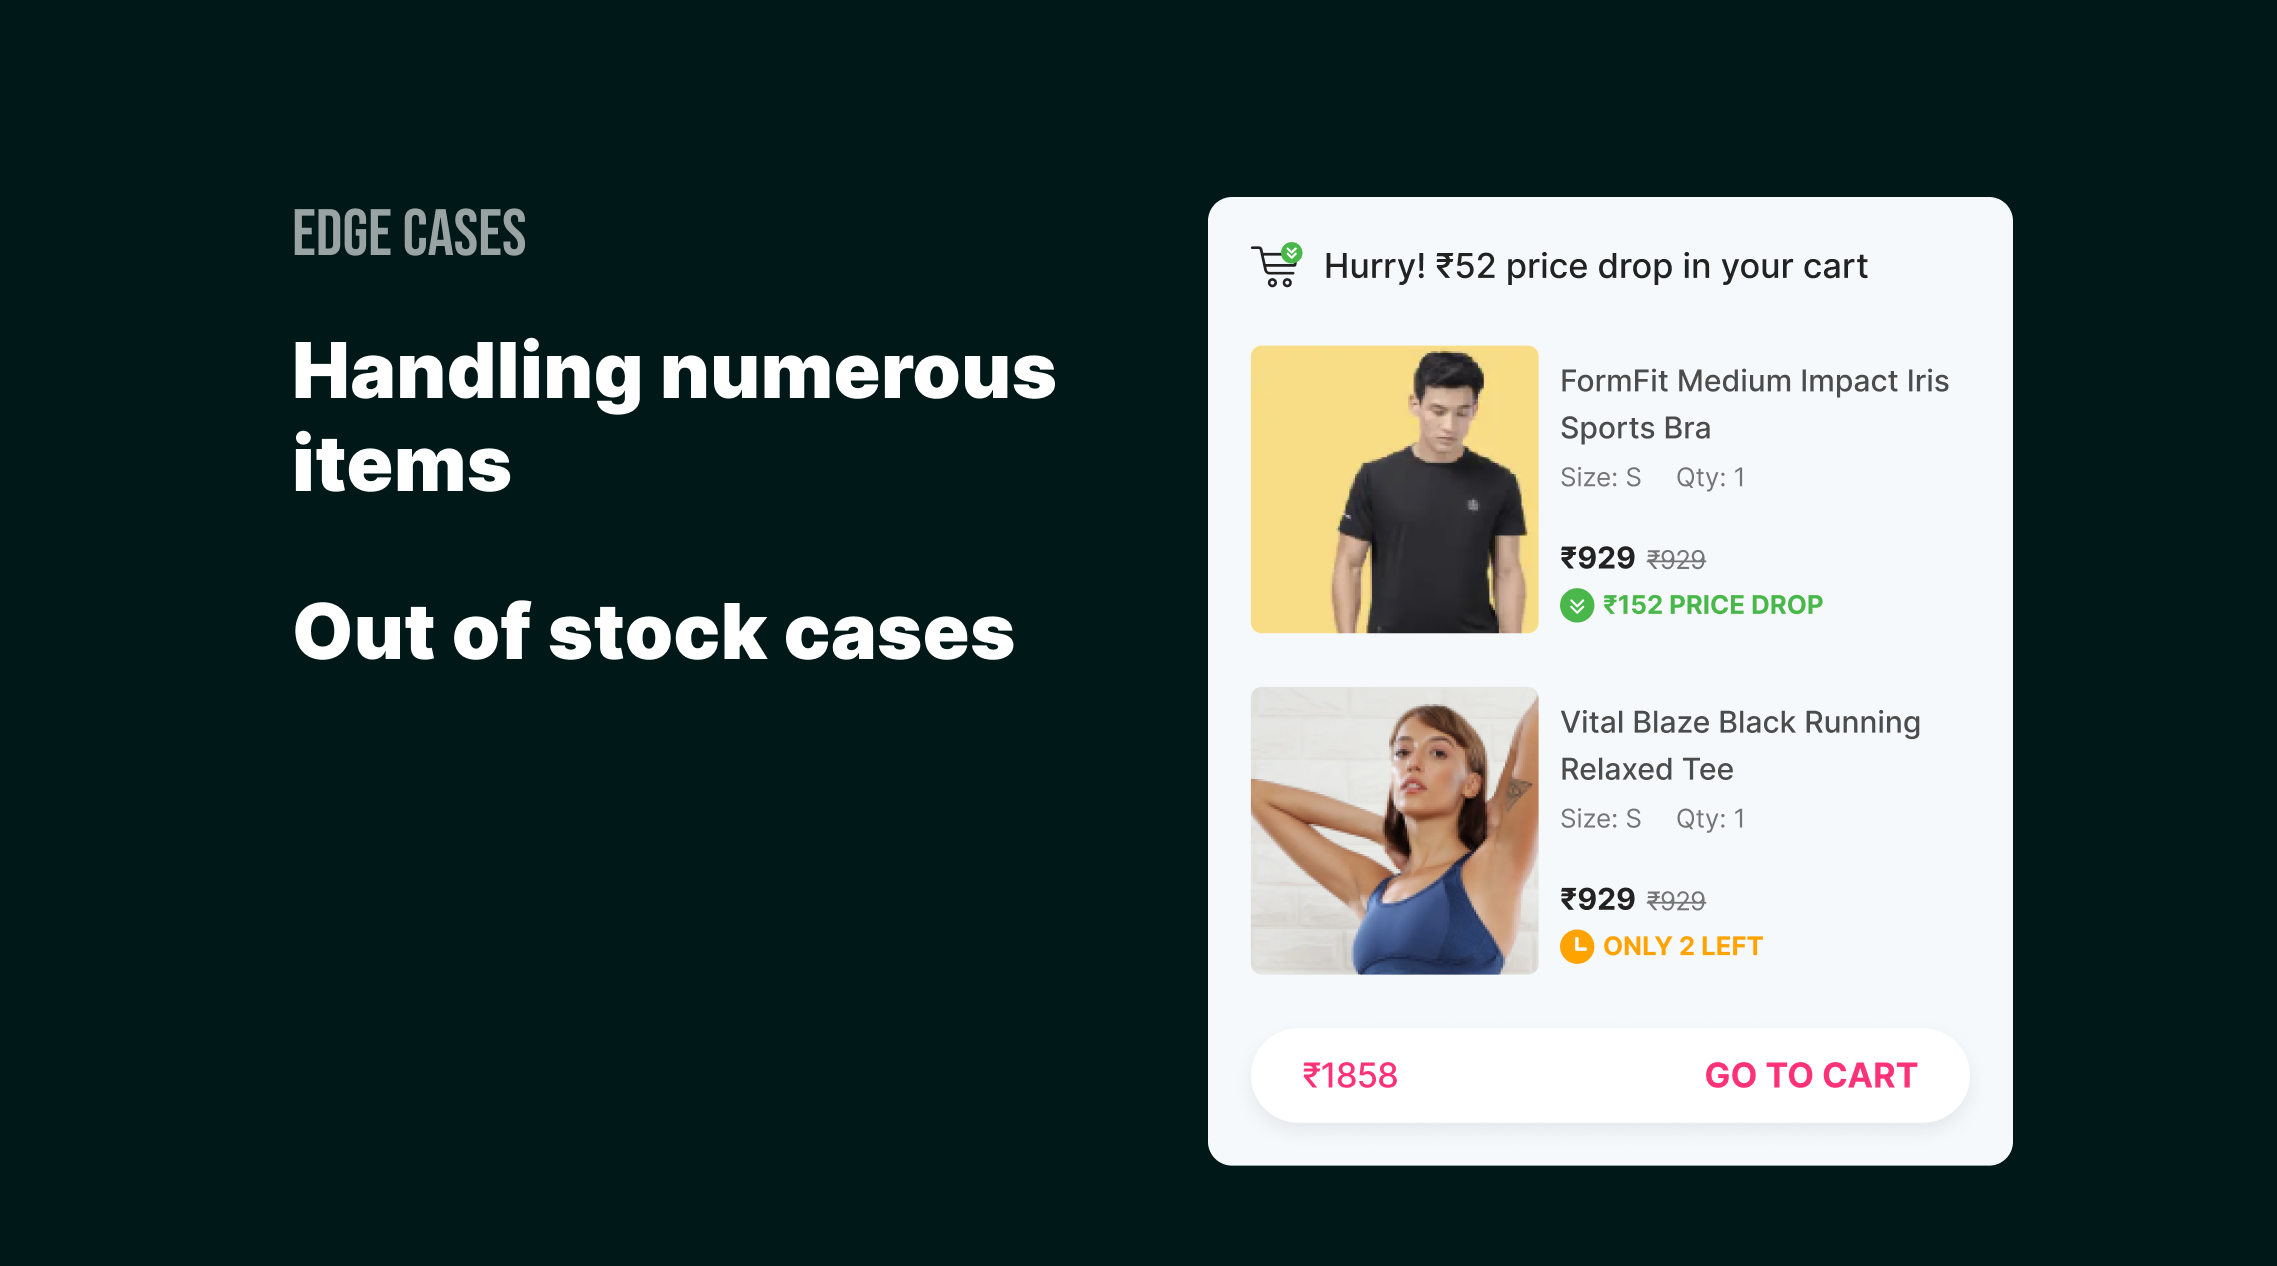 EDGE CASES
Handling numerous
items
Out of stock cases
Hurry! ₹52 price drop in your cart
FormFit Medium Impact Iris
Sports Bra
Size: S Qty: 1
₹929 ₹929
₹152 PRICE DROP
Vital Blaze Black Running
Relaxed Tee
Size: S Qty: 1
₹929 ₹929
ONLY 2 LEFT
₹1858 GO TO CART